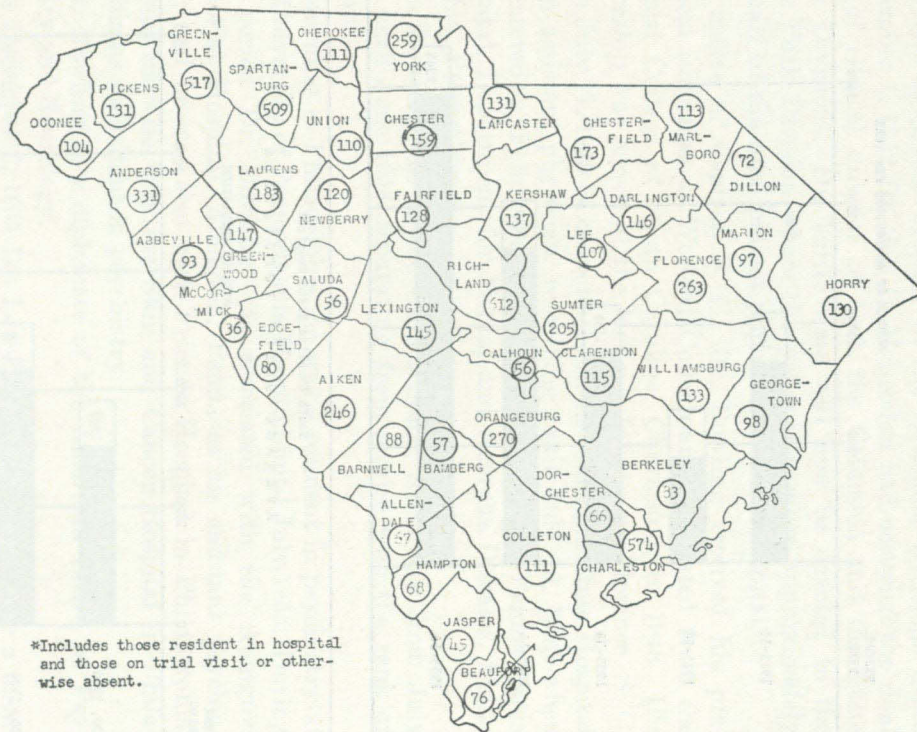 GREEN-
VILLE
517
CHEROKEE
111
259
YORK
PICKENS
131
SPARTAN-
BURG
509
OCONEE
104
UNION
110
CHESTER
159
131
LANCASTER
CHESTER-
FIELD
173
113
MARL-
BORO
72
DILLON
ANDERSON
331
LAURENS
183
120
NEWBERRY
FAIRFIELD
128
KERSHAW
137
DARLINGTON
146
LEE
107
MARION
97
ABBEVILLE
93
147
GREEN-
WOOD
SALUDA
56
RICH-
LAND
612
FLORENCE
263
HORRY
130
McCOR-
MICK
36
EDGE-
FIELD
80
LEXINGTON
145
SUMTER
205
CALHOUN
56
CLARENDON
115
WILLIAMSBURG
133
GEORGE-
TOWN
98
AIKEN
246
ORANGEBURG
270
88
BARNWELL
57
BAMBERG
DOR-
CHESTER
66
BERKELEY
ALLEN-
DALE
67
COLLETON
111
574
CHARLESTON
HAMPTON
68
JASPER
45
BEAUFORT
76
*Includes those resident in hospital
and those on trial visit or other-
wise absent.